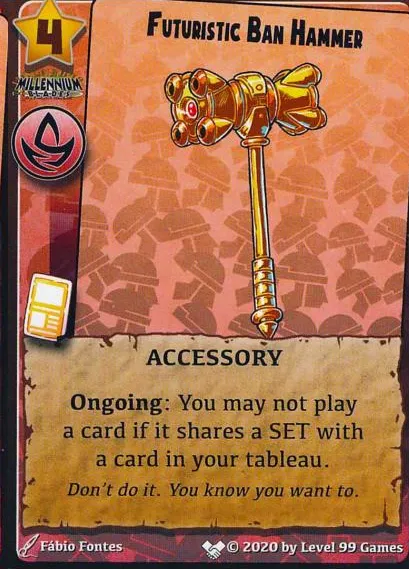 4
Futuristic Ban Hammer
MILLENNIUM
BLADES
ACCESSORY
Ongoing: You may not play
a card if it shares a SET with
a card in your tableau.
Don't do it. You know you want to.
Fábio Fontes
© 2020 by Level 99 Games